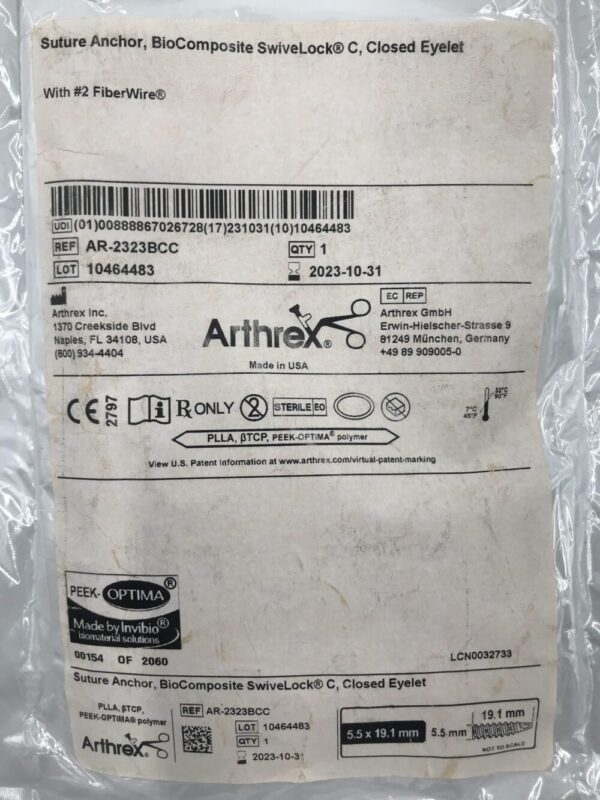 Suture Anchor, BioComposite SwiveLock® C, Closed Eyelet
With #2 FiberWire®
UDI (01)00888867026728(17)231031(10)10464483
REF AR-2323BCC QTY 1
LOT 10464483 2023-10-31
EC REP
Arthrex Inc.
1370 Creekside Blvd
Naples, FL 34108, USA
(800) 934-4404
Arthrex®
Made in USA
Arthrex GmbH
Erwin-Hielscher-Strasse 9
81249 München, Germany
+49 89 909005-0
CE 2797 i Rx ONLY 2 STERILE EO
7°C
45°F
32°C
90°F
PLLA, βTCP, PEEK-OPTIMA® polymer
View U.S. Patent Information at www.arthrex.com/virtual-patent-marking
PEEK-OPTIMA®
Made by Invibio®
biomaterial solutions
00154 OF 2060
LCN0032733
Suture Anchor, BioComposite SwiveLock® C, Closed Eyelet
PLLA, βTCP,
PEEK-OPTIMA® polymer
Arthrex
REF AR-2323BCC
LOT 10464483
QTY 1
2023-10-3
5.5 x 19.1 mm
5.5 mm
19.1 mm
NOT TO SCALE